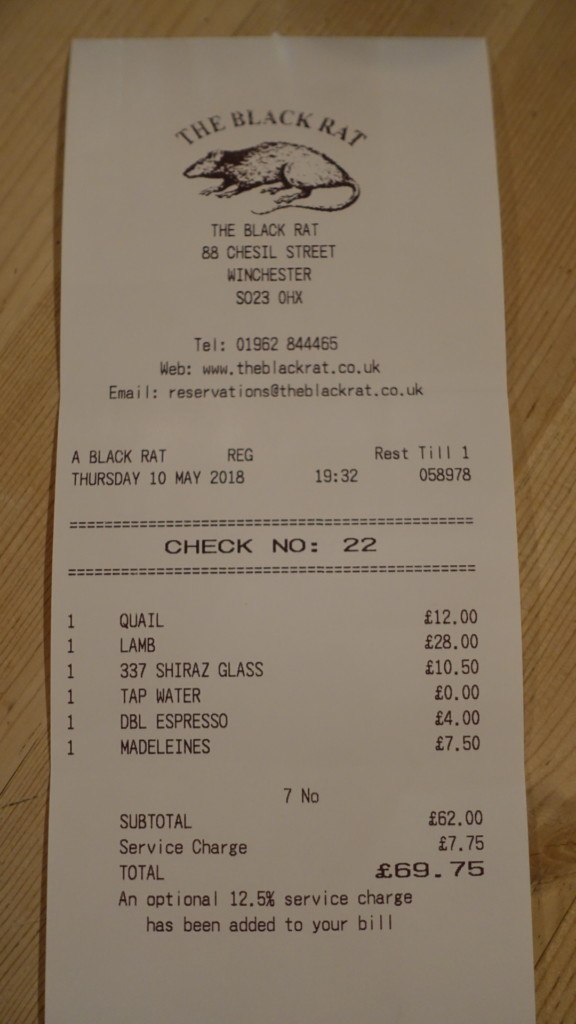 THE BLACK RAT
THE BLACK RAT
88 CHESIL STREET
WINCHESTER
SO23 0HX
Tel: 01962 844465
Web: www.theblackrat.co.uk
Email: reservations@theblackrat.co.uk
A BLACK RAT REG Rest Till 1
THURSDAY 10 MAY 2018 19:32 058978
==================================================
CHECK NO: 22
==================================================
1 QUAIL £12.00
1 LAMB £28.00
1 337 SHIRAZ GLASS £10.50
1 TAP WATER £0.00
1 DBL ESPRESSO £4.00
1 MADELEINES £7.50
7 No
SUBTOTAL £62.00
Service Charge £7.75
TOTAL £69.75
An optional 12.5% service charge
has been added to your bill